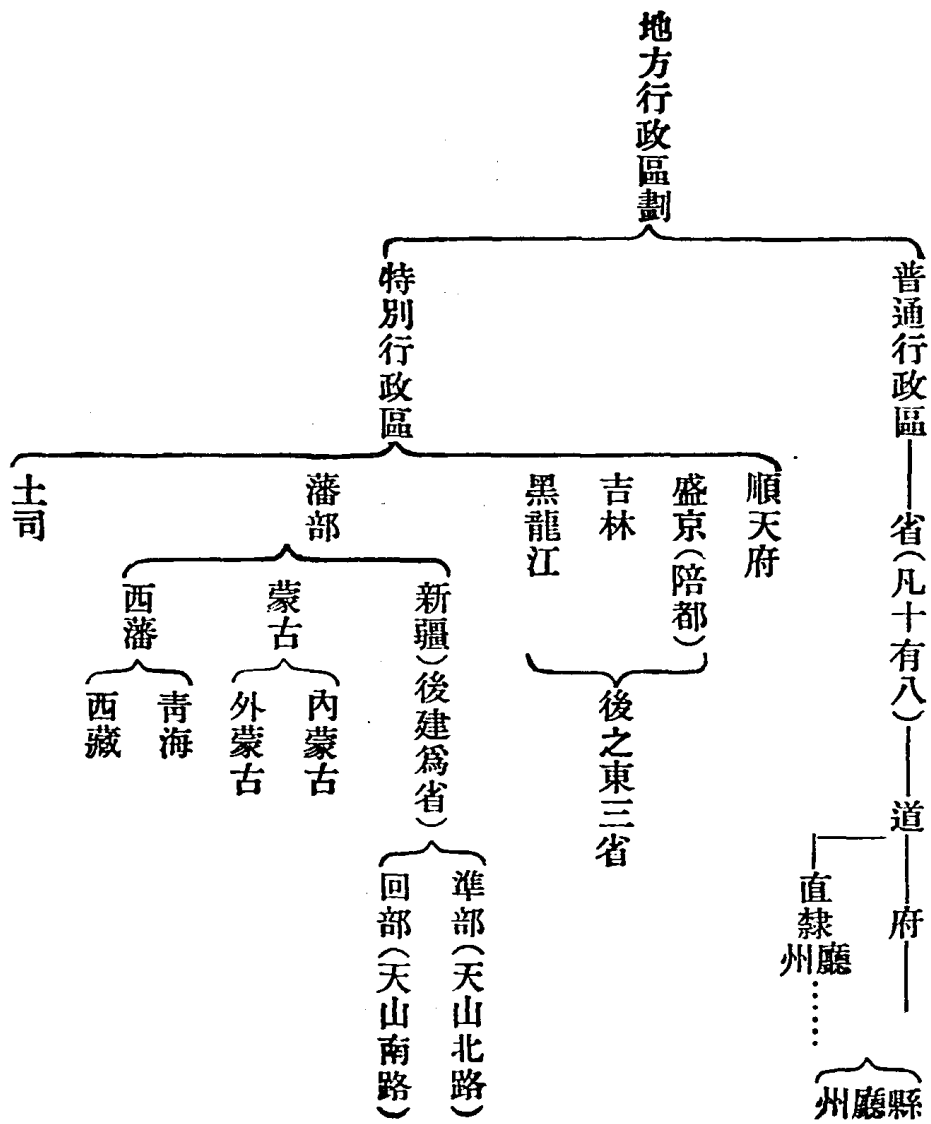 地方行政區劃
普通行政區
省(凡十有八)
道
府
直隸
廳
州
縣
廳
州
特別行政區
順天府
盛京(陪都)
吉林
黑龍江
後之東三省
藩部
新疆(後建爲省)
準部(天山北路)
回部(天山南路)
蒙古
內蒙古
外蒙古
西藩
青海
西藏
土司